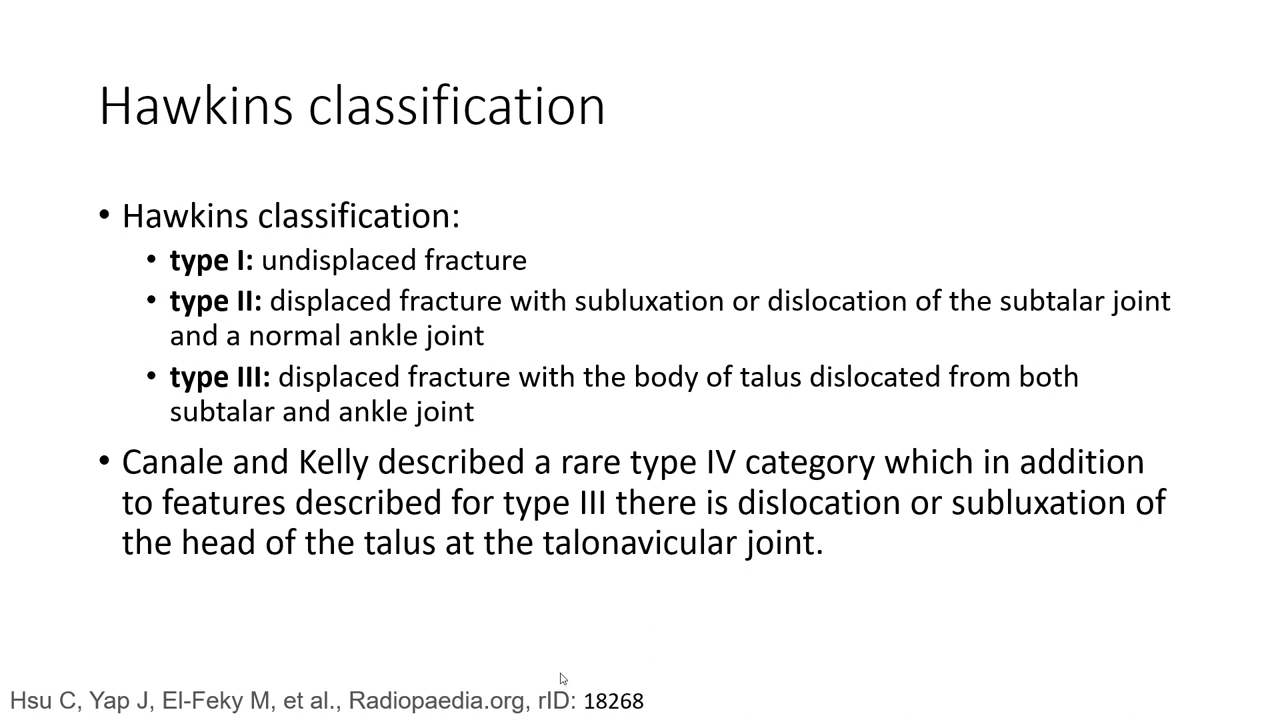 Hawkins classification
• Hawkins classification:
• type I: undisplaced fracture
• type II: displaced fracture with subluxation or dislocation of the subtalar joint
and a normal ankle joint
• type III: displaced fracture with the body of talus dislocated from both
subtalar and ankle joint
• Canale and Kelly described a rare type IV category which in addition
to features described for type III there is dislocation or subluxation of
the head of the talus at the talonavicular joint.
Hsu C, Yap J, El-Feky M, et al., Radiopaedia.org, rID: 18268